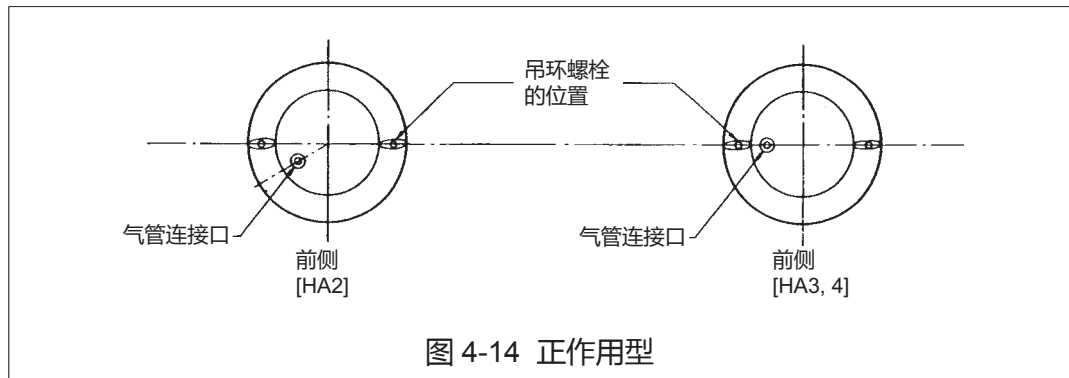 吊环螺栓
的位置
气管连接口
前侧
[HA2]
气管连接口
前侧
[HA3, 4]
图 4-14 正作用型